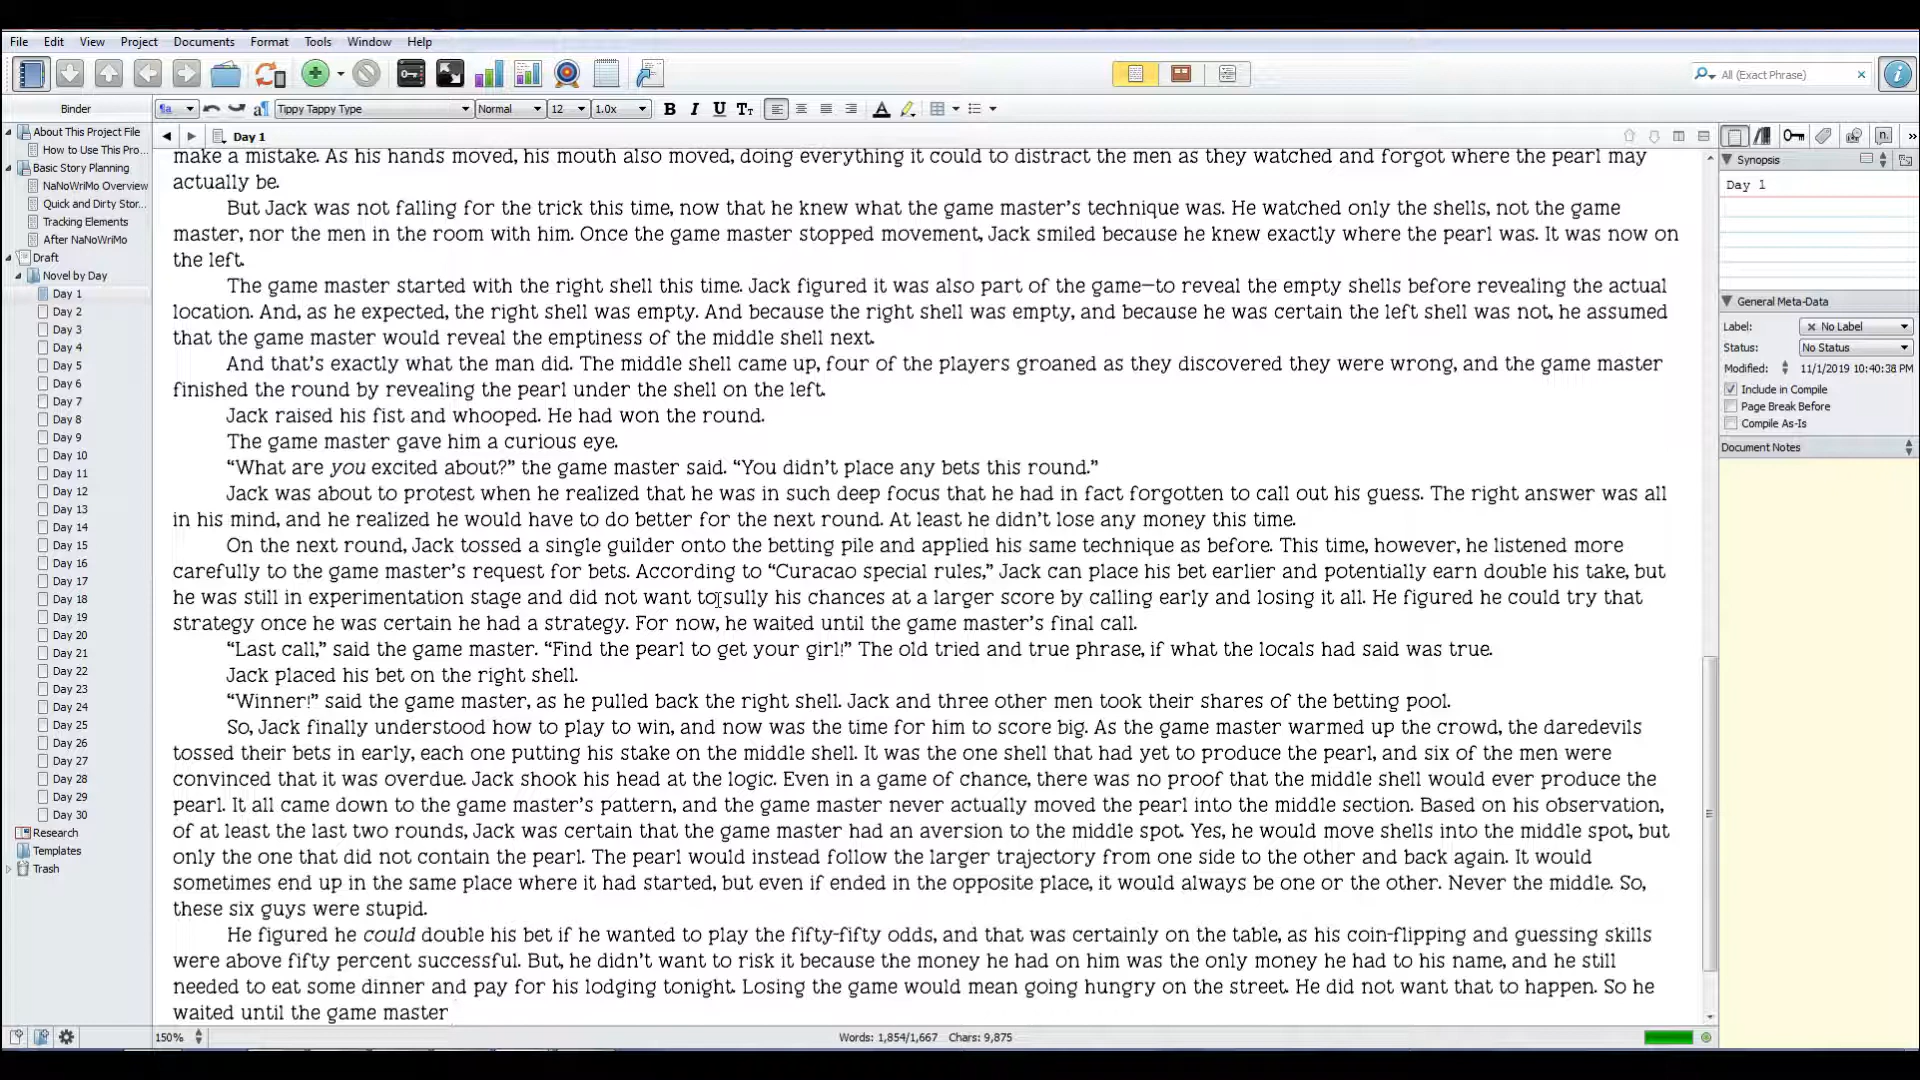 File Edit View Project Documents Format Tools Window Help
All (Exact Phrase)
Binder
Tippy Tappy Type Normal 12 1.0x B I U
Day 1
About This Project File
How to Use This Pro...
Basic Story Planning
NaNoWriMo Overview
Quick and Dirty Stor...
Tracking Elements
After NaNoWriMo
Draft
Novel by Day
Day 1
Day 2
Day 3
Day 4
Day 5
Day 6
Day 7
Day 8
Day 9
Day 10
Day 11
Day 12
Day 13
Day 14
Day 15
Day 16
Day 17
Day 18
Day 19
Day 20
Day 21
Day 22
Day 23
Day 24
Day 25
Day 26
Day 27
Day 28
Day 29
Day 30
Research
Templates
Trash
make a mistake. As his hands moved, his mouth also moved, doing everything it could to distract the men as they watched and forgot where the pearl may
actually be.
But Jack was not falling for the trick this time, now that he knew what the game master's technique was. He watched only the shells, not the game
master, nor the men in the room with him. Once the game master stopped movement, Jack smiled because he knew exactly where the pearl was. It was now on
the left.
The game master started with the right shell this time. Jack figured it was also part of the game—to reveal the empty shells before revealing the actual
location. And, as he expected, the right shell was empty. And because the right shell was empty, and because he was certain the left shell was not, he assumed
that the game master would reveal the emptiness of the middle shell next.
And that's exactly what the man did. The middle shell came up, four of the players groaned as they discovered they were wrong, and the game master
finished the round by revealing the pearl under the shell on the left.
Jack raised his fist and whooped. He had won the round.
The game master gave him a curious eye.
“What are you excited about?” the game master said. “You didn't place any bets this round.”
Jack was about to protest when he realized that he was in such deep focus that he had in fact forgotten to call out his guess. The right answer was all
in his mind, and he realized he would have to do better for the next round. At least he didn't lose any money this time.
On the next round, Jack tossed a single guilder onto the betting pile and applied his same technique as before. This time, however, he listened more
carefully to the game master's request for bets. According to “Curacao special rules,” Jack can place his bet earlier and potentially earn double his take, but
he was still in experimentation stage and did not want to sully his chances at a larger score by calling early and losing it all. He figured he could try that
strategy once he was certain he had a strategy. For now, he waited until the game master's final call.
“Last call,” said the game master. “Find the pearl to get your girl!” The old tried and true phrase, if what the locals had said was true.
Jack placed his bet on the right shell.
“Winner!” said the game master, as he pulled back the right shell. Jack and three other men took their shares of the betting pool.
So, Jack finally understood how to play to win, and now was the time for him to score big. As the game master warmed up the crowd, the daredevils
tossed their bets in early, each one putting his stake on the middle shell. It was the one shell that had yet to produce the pearl, and six of the men were
convinced that it was overdue. Jack shook his head at the logic. Even in a game of chance, there was no proof that the middle shell would ever produce the
pearl. It all came down to the game master's pattern, and the game master never actually moved the pearl into the middle section. Based on his observation,
of at least the last two rounds, Jack was certain that the game master had an aversion to the middle spot. Yes, he would move shells into the middle spot, but
only the one that did not contain the pearl. The pearl would instead follow the larger trajectory from one side to the other and back again. It would
sometimes end up in the same place where it had started, but even if ended in the opposite place, it would always be one or the other. Never the middle. So,
these six guys were stupid.
He figured he could double his bet if he wanted to play the fifty-fifty odds, and that was certainly on the table, as his coin-flipping and guessing skills
were above fifty percent successful. But, he didn't want to risk it because the money he had on him was the only money he had to his name, and he still
needed to eat some dinner and pay for his lodging tonight. Losing the game would mean going hungry on the street. He did not want that to happen. So he
waited until the game master
Synopsis
Day 1
General Meta-Data
Label: No Label
Status: No Status
Modified: 11/1/2019 10:40:38 PM
Include in Compile
Page Break Before
Compile As-Is
Document Notes
150%
Words: 1,854/1,667 Chars: 9,875